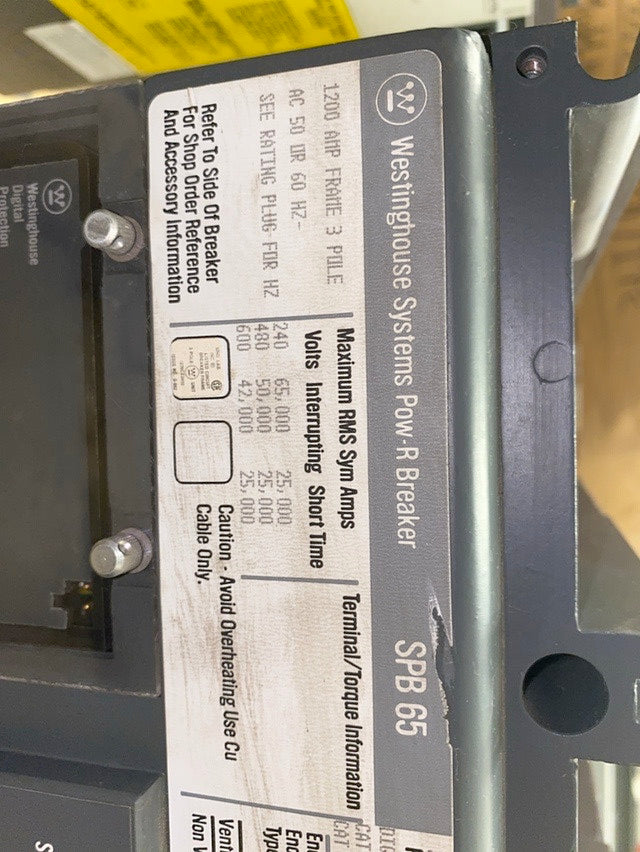 Westinghouse Systems Pow-R Breaker SPB 65
1200 AMP FRAME 3 POLE
AC 50 OR 60 HZ-
SEE RATING PLUG FOR HZ
Refer To Side Of Breaker
For Shop Order Reference
And Accessory Information
Maximum RMS Sym Amps
Volts Interrupting Short Time
240 65,000 25,000
480 50,000 25,000
600 42,000 25,000
Caution - Avoid Overheating Use Cu
Cable Only.
Terminal/Torque Information
CAT
CAT
Westinghouse
Digital
Protection